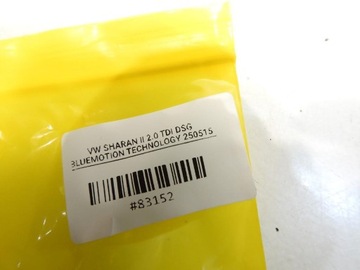 VW SHARAN II 2.0 TDI DSG
BLUEMOTION TECHNOLOGY 250515
#83152